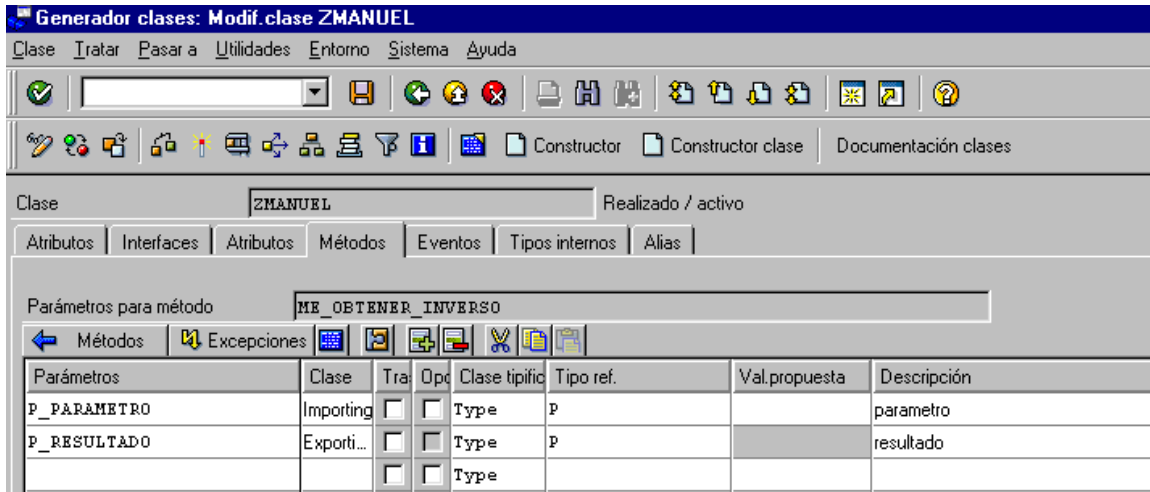 Generador clases: Modif.clase ZMANUEL
Clase Tratar Pasar a Utilidades Entorno Sistema Ayuda
Constructor Constructor clase Documentación clases
Clase ZMANUEL Realizado / activo
Atributos Interfaces Atributos Métodos Eventos Tipos internos Alias
Parámetros para método ME_OBTENER_INVERSO
Métodos Excepciones
Parámetros Clase Tra Opc Clase tipific Tipo ref. Val.propuesta Descripción
P_PARAMETRO Importing Type P parametro
P_RESULTADO Exporti... Type P resultado
Type